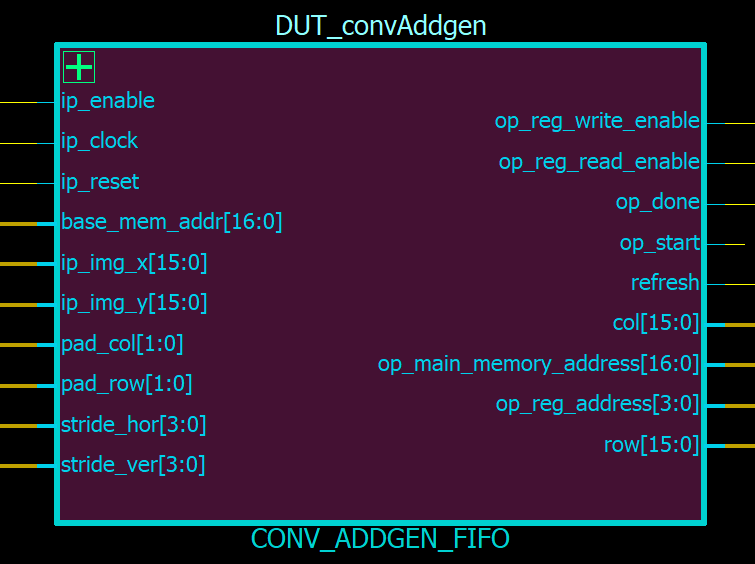 DUT_convAddgen
ip_enable
ip_clock
ip_reset
base_mem_addr[16:0]
ip_img_x[15:0]
ip_img_y[15:0]
pad_col[1:0]
pad_row[1:0]
stride_hor[3:0]
stride_ver[3:0]
op_reg_write_enable
op_reg_read_enable
op_done
op_start
refresh
col[15:0]
op_main_memory_address[16:0]
op_reg_address[3:0]
row[15:0]
CONV_ADDGEN_FIFO